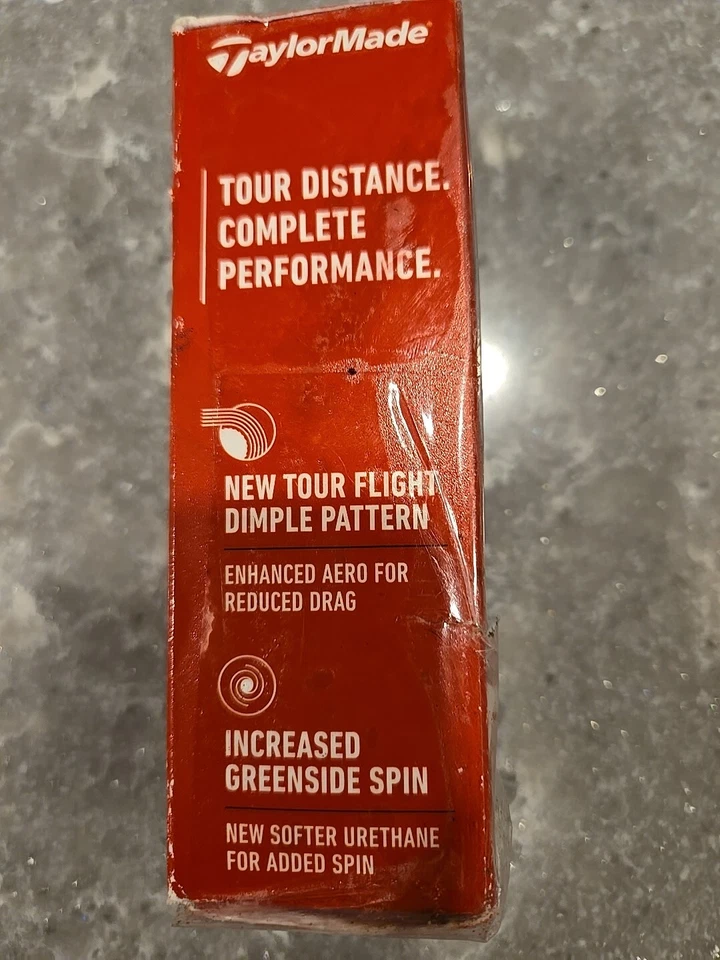 TaylorMade
TOUR DISTANCE.
COMPLETE
PERFORMANCE.
NEW TOUR FLIGHT
DIMPLE PATTERN
ENHANCED AERO FOR
REDUCED DRAG
INCREASED
GREENSIDE SPIN
NEW SOFTER URETHANE
FOR ADDED SPIN